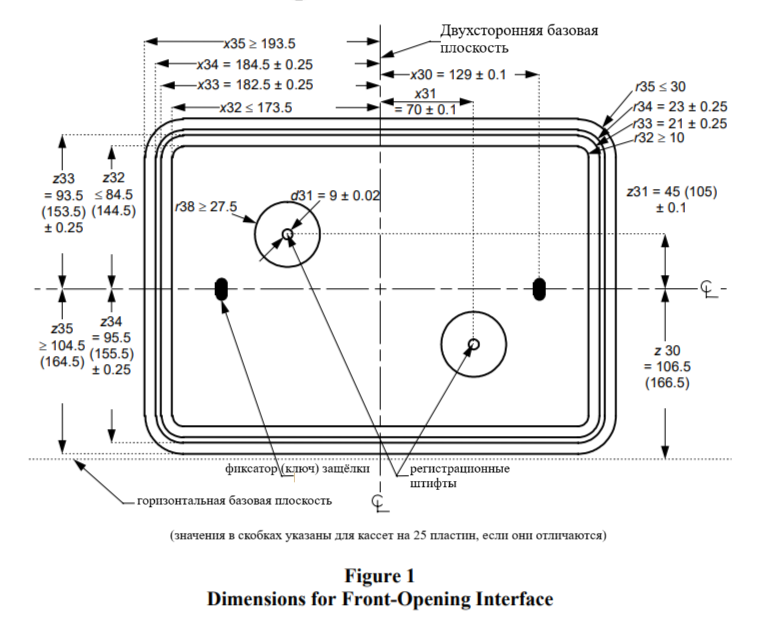 Двухсторонняя базовая
плоскость
x35 ≥ 193.5
x34 = 184.5 ± 0.25
x33 = 182.5 ± 0.25
x32 ≤ 173.5
x30 = 129 ± 0.1
x31
= 70 ± 0.1
r35 ≤ 30
r34 = 23 ± 0.25
r33 = 21 ± 0.25
r32 ≥ 10
z33
= 93.5
(153.5)
± 0.25
z32
≤ 84.5
(144.5)
r38 ≥ 27.5
d31 = 9 ± 0.02
z31 = 45 (105)
± 0.1
z35
≥ 104.5
(164.5)
z34
= 95.5
(155.5)
± 0.25
z 30
= 106.5
(166.5)
фиксатор (ключ) защёлки
регистрационные
штифты
горизонтальная базовая плоскость
(значения в скобках указаны для кассет на 25 пластин, если они отличаются)
Figure 1
Dimensions for Front-Opening Interface